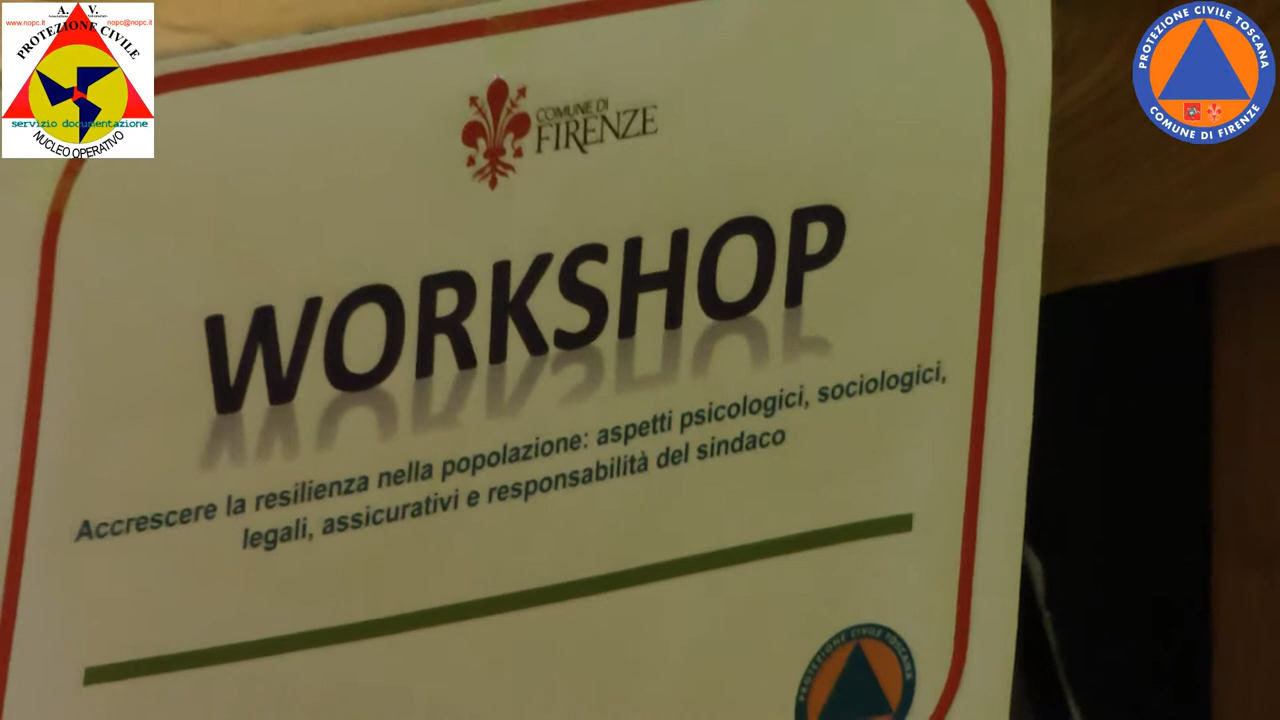 A. V.
Associazione Volontariato
www.nopc.it
nopc@nopc.it
PROTEZIONE CIVILE
servizio documentazione
NUCLEO OPERATIVO
PROTEZIONE CIVILE TOSCANA
COMUNE DI FIRENZE
COMUNE DI
FIRENZE
WORKSHOP
Accrescere la resilienza nella popolazione: aspetti psicologici, sociologici,
legali, assicurativi e responsabilità del sindaco
PROTEZIONE CIVILE TOSCANA